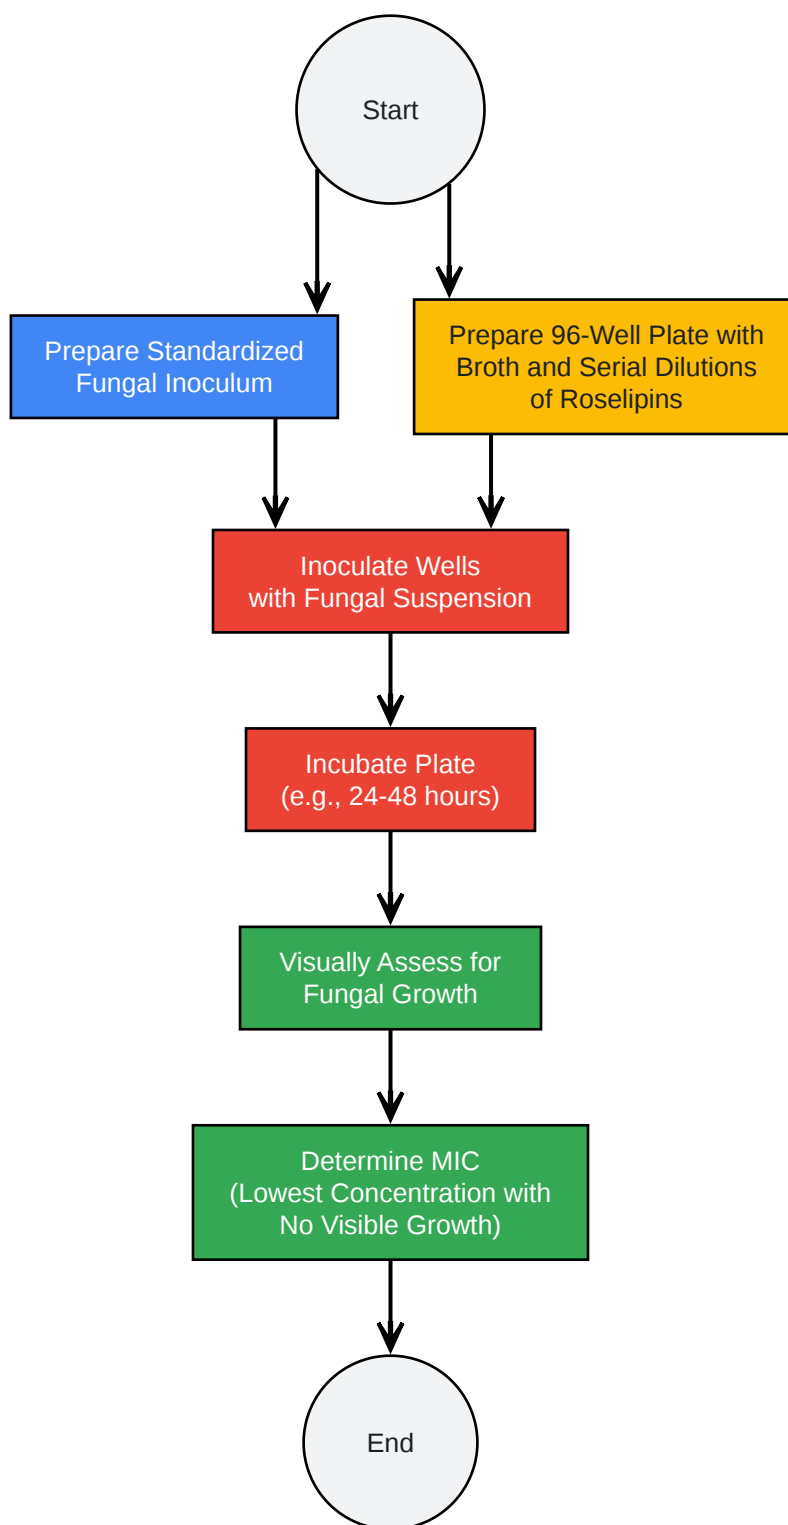 Start
Prepare Standardized
Fungal Inoculum
Prepare 96-Well Plate with
Broth and Serial Dilutions
of Roselipins
Inoculate Wells
with Fungal Suspension
Incubate Plate
(e.g., 24-48 hours)
Visually Assess for
Fungal Growth
Determine MIC
(Lowest Concentration with
No Visible Growth)
End